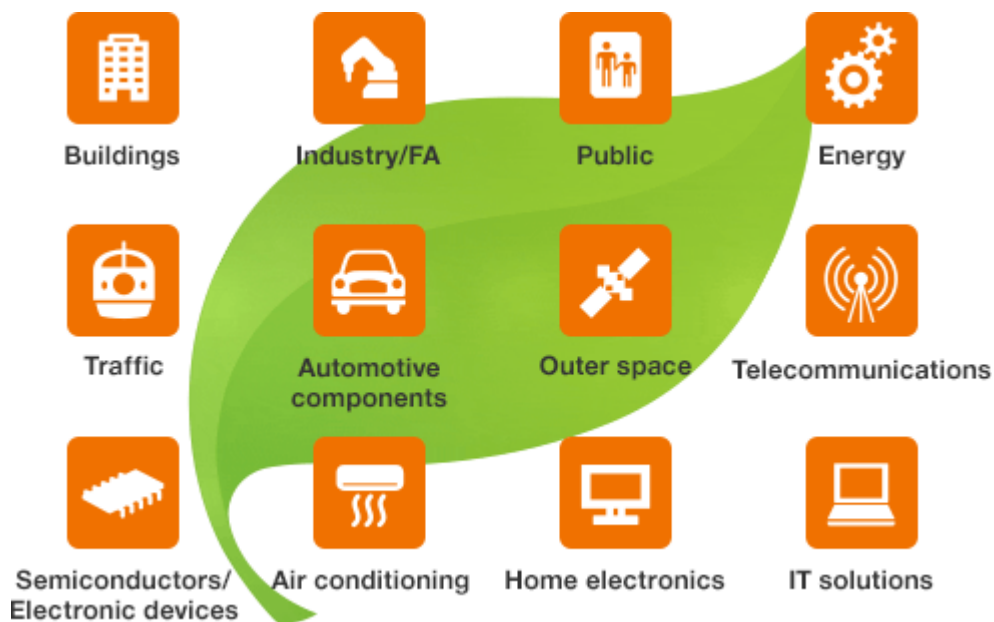 Buildings
Industry/FA
Public
Energy
Traffic
Automotive
components
Outer space
Telecommunications
Semiconductors/
Electronic devices
Air conditioning
Home electronics
IT solutions